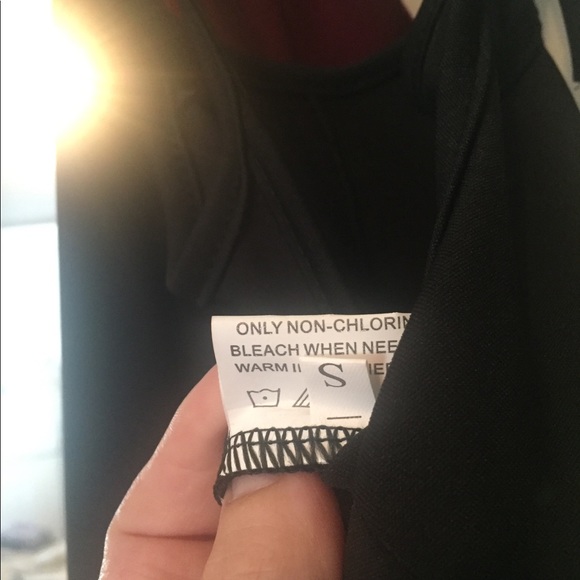 ONLY NON-CHLORIN
BLEACH WHEN NEE
WARM
S